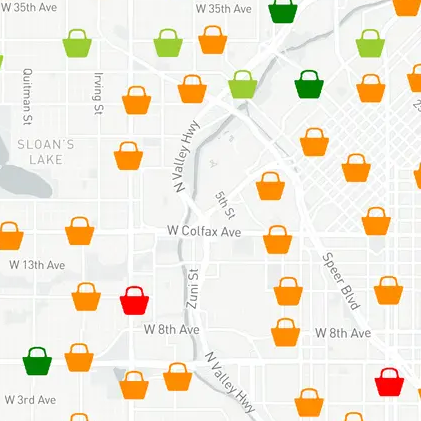 W 35th Ave
W 35th Ave
Quitman St
Irving St
N Valley Hwy
SLOAN'S
LAKE
5th St
W Colfax Ave
W 13th Ave
Speer Blvd
Zuni St
W 8th Ave
W 8th Ave
N Valley Hwy
W 3rd Ave